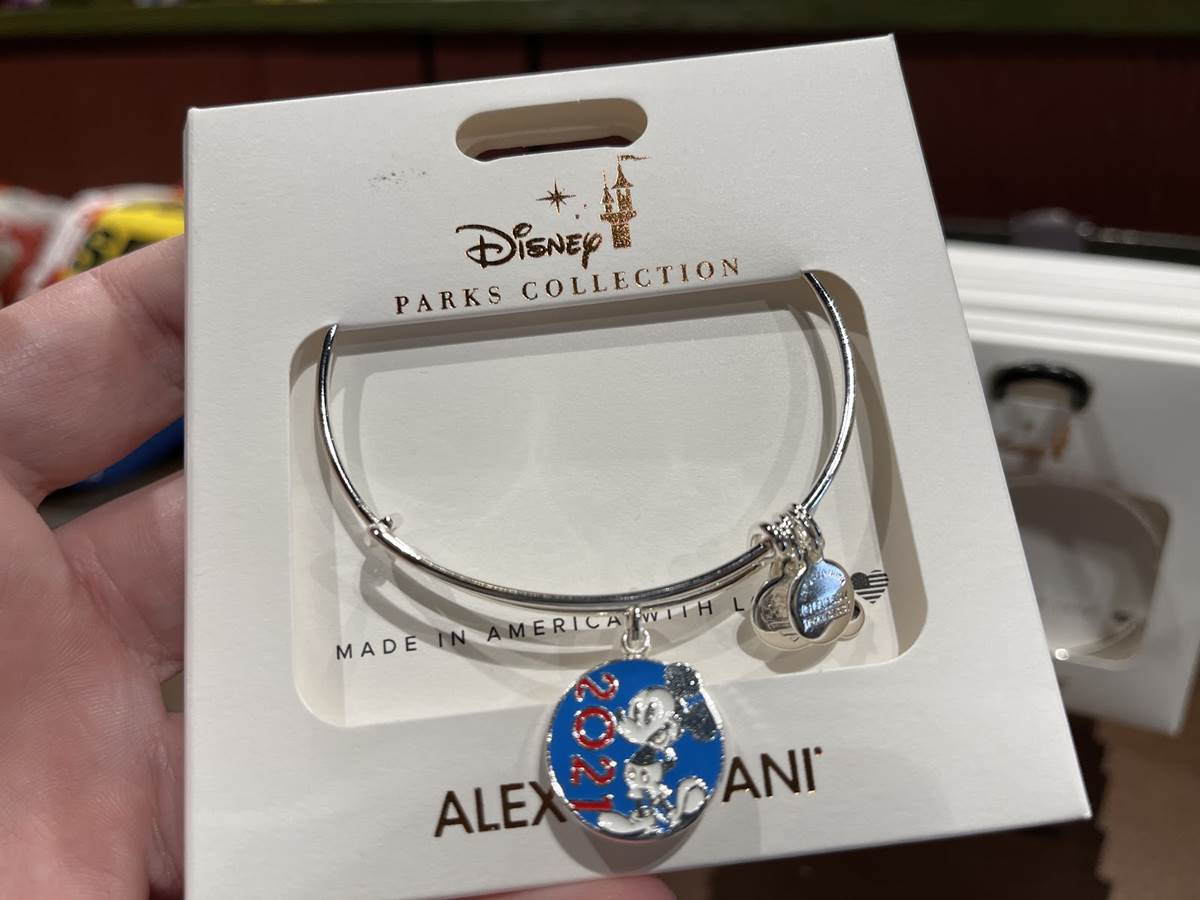 Disney
PARKS COLLECTION
MADE IN AMERICA WITH L
2021
ALEX ANI